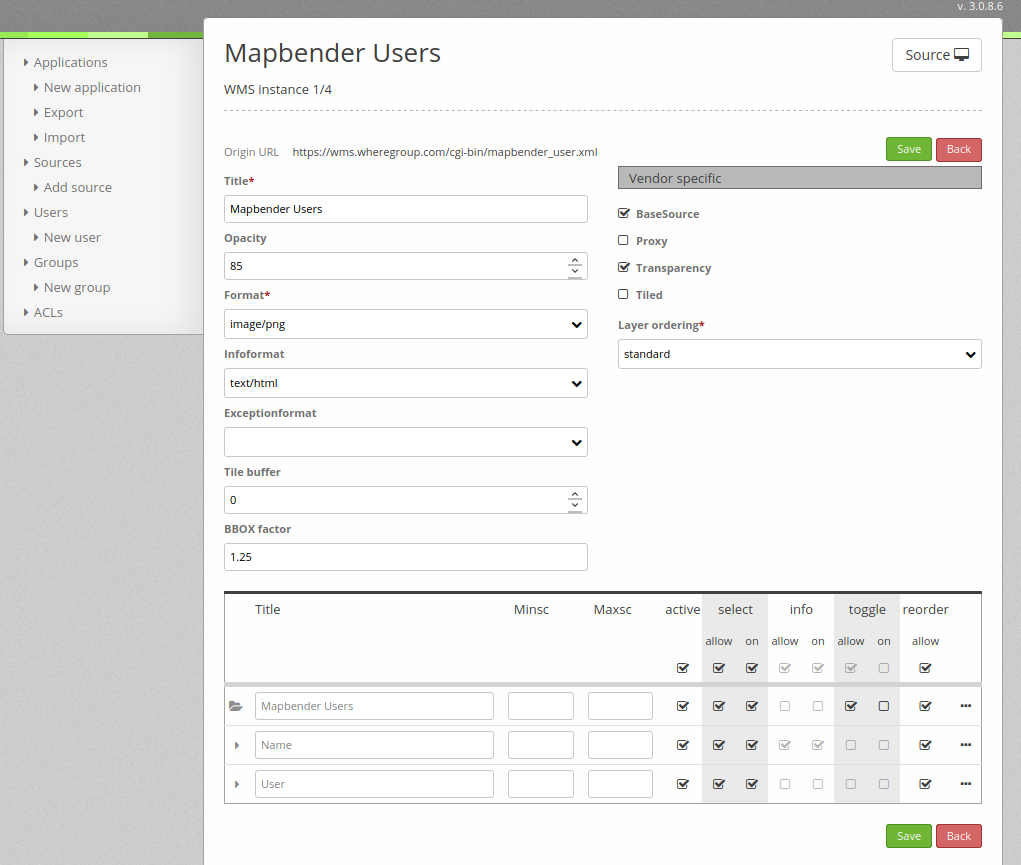 v. 3.0.8.6
Applications
New application
Export
Import
Sources
Add source
Users
New user
Groups
New group
ACLs
Mapbender Users
Source
WMS instance 1/4
Origin URL https://wms.wheregroup.com/cgi-bin/mapbender_user.xml
Save Back
Title*
Mapbender Users
Opacity
85
Format*
image/png
Infoformat
text/html
Exceptionformat
Tile buffer
0
BBOX factor
1.25
Vendor specific
BaseSource
Proxy
Transparency
Tiled
Layer ordering*
standard
Title Minsc Maxsc active select info toggle reorder
allow on allow on allow on allow
Mapbender Users
Name
User
Save Back